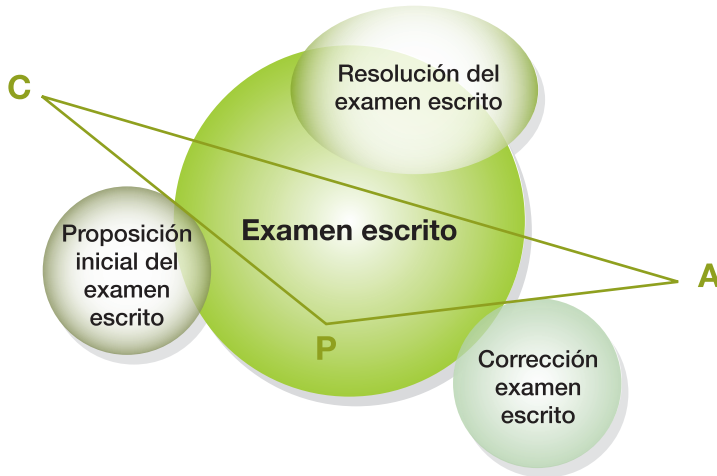 Resolución del
examen escrito
C
Proposición
inicial del
examen
escrito
Examen escrito
A
P
Corrección
examen
escrito